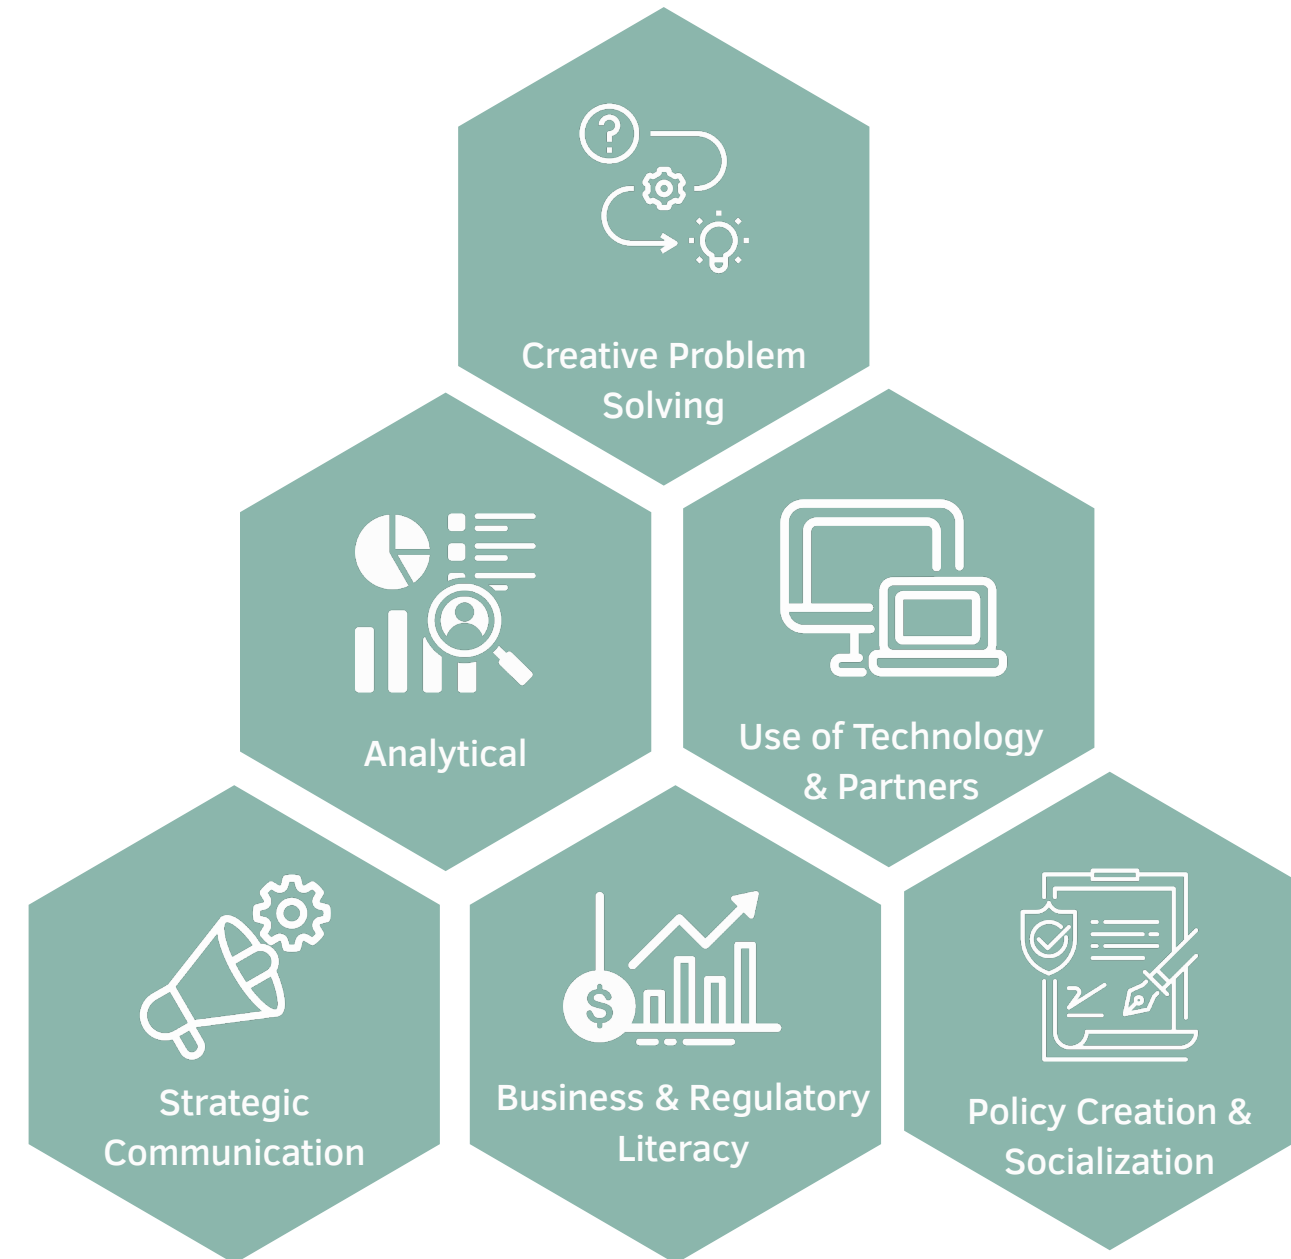 ?
Creative Problem
Solving
Analytical
Use of Technology
& Partners
$
Strategic
Communication
Business & Regulatory
Literacy
Policy Creation &
Socialization